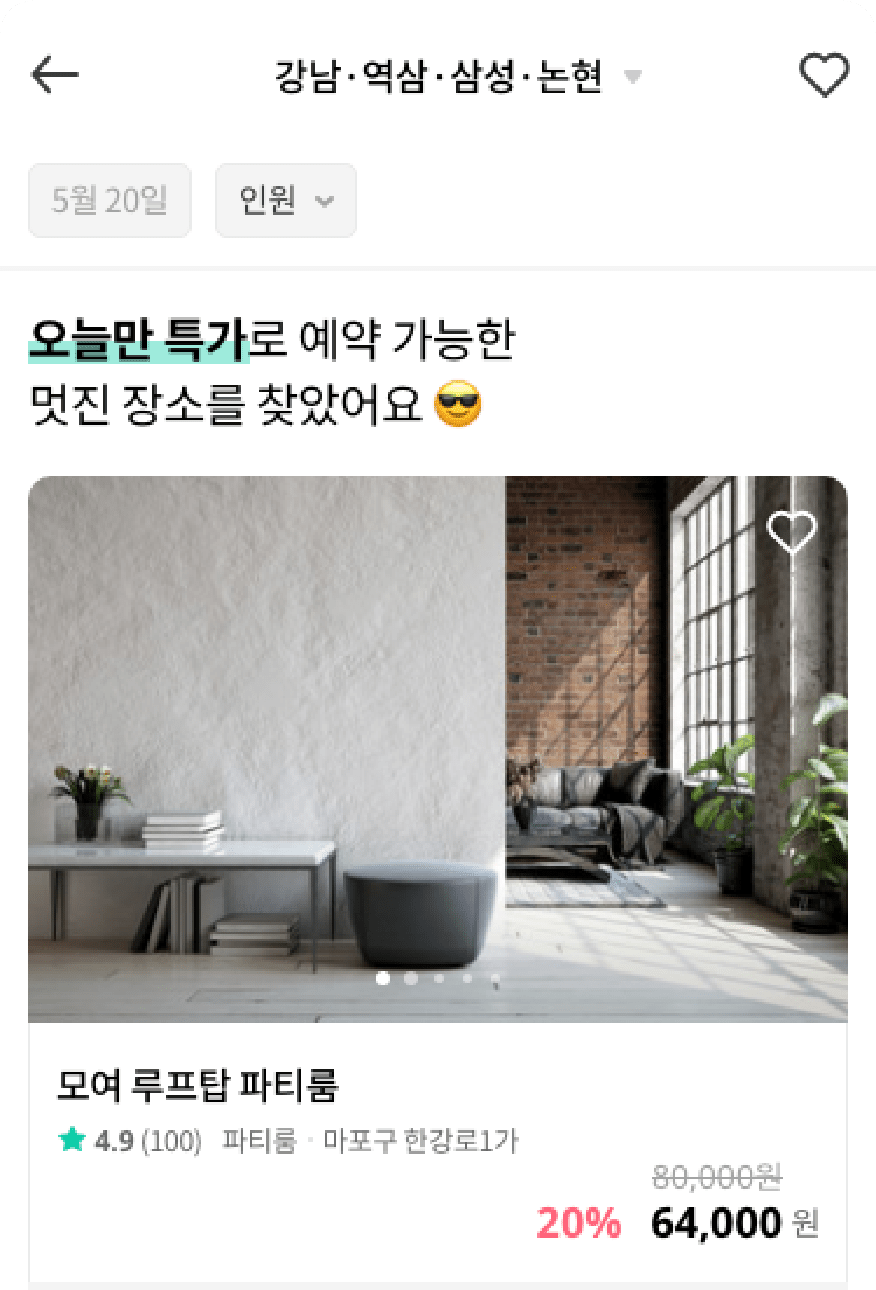 강남·역삼·삼성·논현
5월 20일 인원
오늘만 특가로 예약 가능한
멋진 장소를 찾았어요 😎
모여 루프탑 파티룸
4.9 (100) 파티룸 · 마포구 한강로1가
80,000원
20% 64,000 원